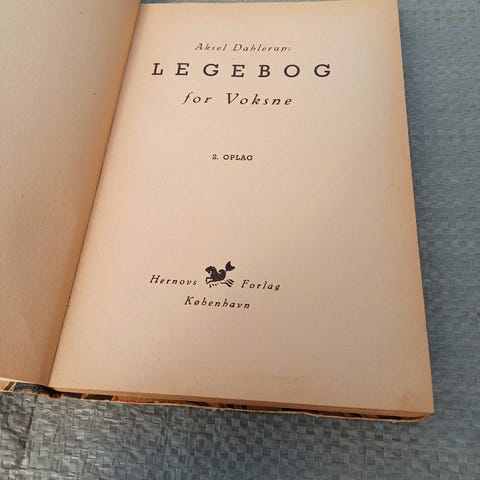 Aksel Dahlerup:
LEGEBOG
for Voksne
2. OPLAG
Hernovs Forlag
København